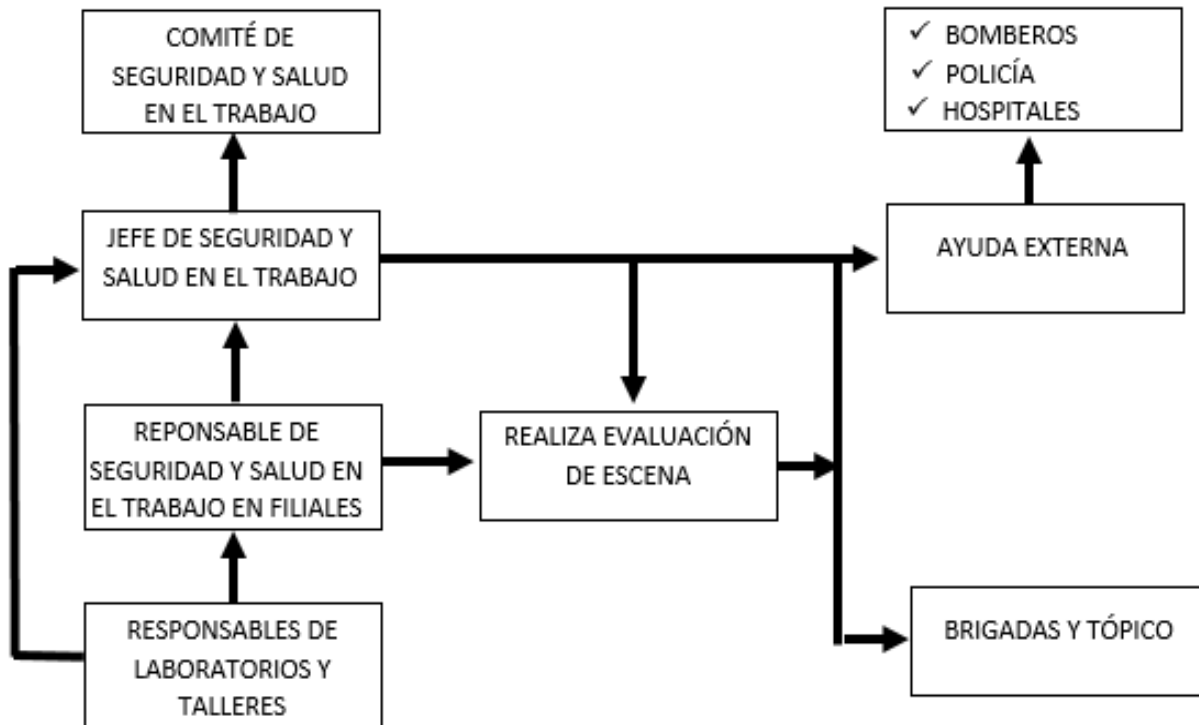 COMITÉ DE
SEGURIDAD Y SALUD
EN EL TRABAJO
✓ BOMBEROS
✓ POLICÍA
✓ HOSPITALES
JEFE DE SEGURIDAD Y
SALUD EN EL TRABAJO
AYUDA EXTERNA
REPONSABLE DE
SEGURIDAD Y SALUD EN
EL TRABAJO EN FILIALES
REALIZA EVALUACIÓN
DE ESCENA
RESPONSABLES DE
LABORATORIOS Y
TALLERES
BRIGADAS Y TÓPICO